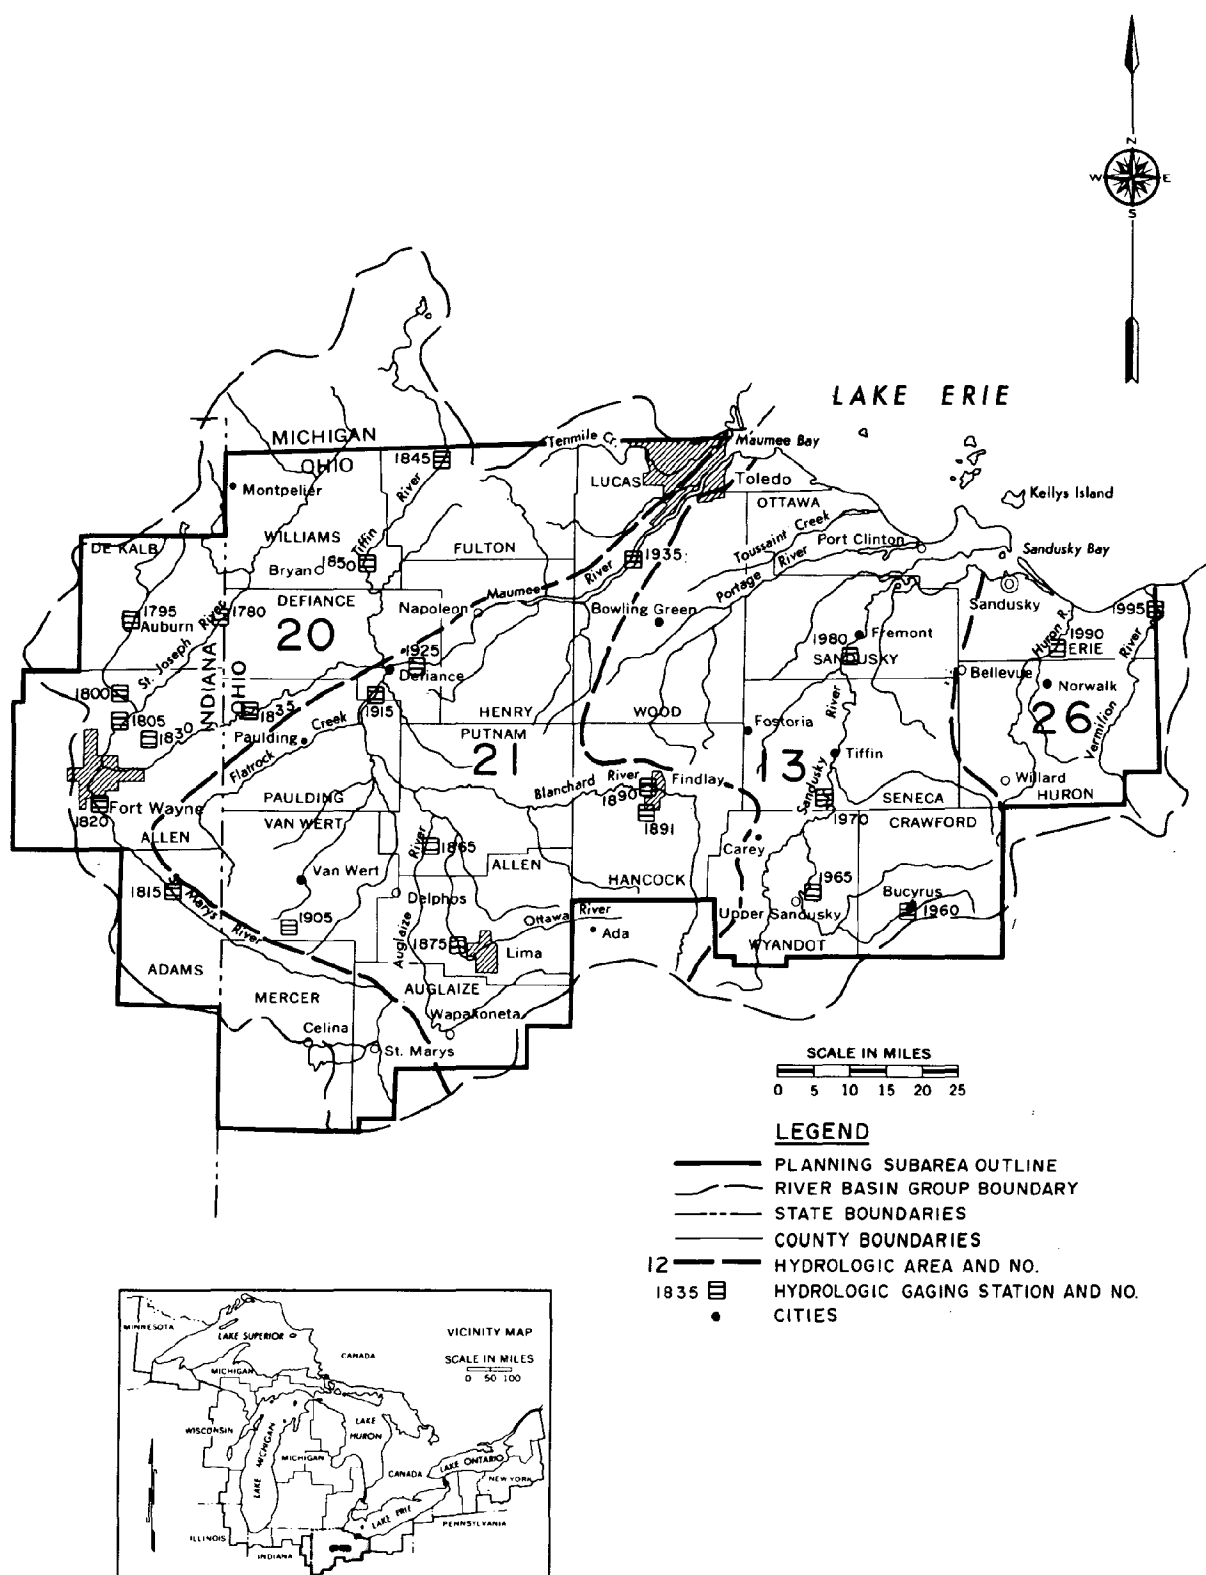 N
W E
S
LAKE ERIE
MICHIGAN
OHIO
Tenmile Cr.
Maumee Bay
1845
LUCAS
Toledo
Montpelier
River
OTTAWA
Kellys Island
DE KALB
WILLIAMS
Tiffin
FULTON
1935
Toussaint Creek
Port Clinton
Sandusky Bay
Bryan
1850
River
Portage River
Maumee
DEFIANCE
Napoleon
Bowling Green
Sandusky
1795
Auburn
1780
20
1995
St. Joseph River
1925
1980
Fremont
Huron R.
1990
ERIE
River
Defiance
SANDUSKY
Bellevue
INDIANA
OHIO
1800
1835
1915
Norwalk
1805
1830
Paulding
Flatrock Creek
HENRY
WOOD
Fostoria
River
26
Vermilion
PUTNAM
21
13
Tiffin
Blanchard River
Findlay
Sandusky
Willard
HURON
Fort Wayne
PAULDING
1890
SENECA
1820
VAN WERT
1891
1970
CRAWFORD
ALLEN
River
1865
ALLEN
Carey
1815
Van Wert
HANCOCK
1965
Bucyrus
St. Marys River
Delphos
Ottawa River
Upper Sandusky
1960
1905
Auglaize
1875
Lima
Ada
WYANDOT
ADAMS
MERCER
AUGLAIZE
Wapakoneta
Celina
St. Marys
SCALE IN MILES
0 5 10 15 20 25
LEGEND
PLANNING SUBAREA OUTLINE
RIVER BASIN GROUP BOUNDARY
STATE BOUNDARIES
COUNTY BOUNDARIES
12 HYDROLOGIC AREA AND NO.
1835 HYDROLOGIC GAGING STATION AND NO.
CITIES
MINNESOTA
LAKE SUPERIOR
VICINITY MAP
CANADA
SCALE IN MILES
0 50 100
MICHIGAN
WISCONSIN
LAKE MICHIGAN
LAKE HURON
MICHIGAN
CANADA
LAKE ONTARIO
NEW YORK
LAKE ERIE
PENNSYLVANIA
ILLINOIS
INDIANA